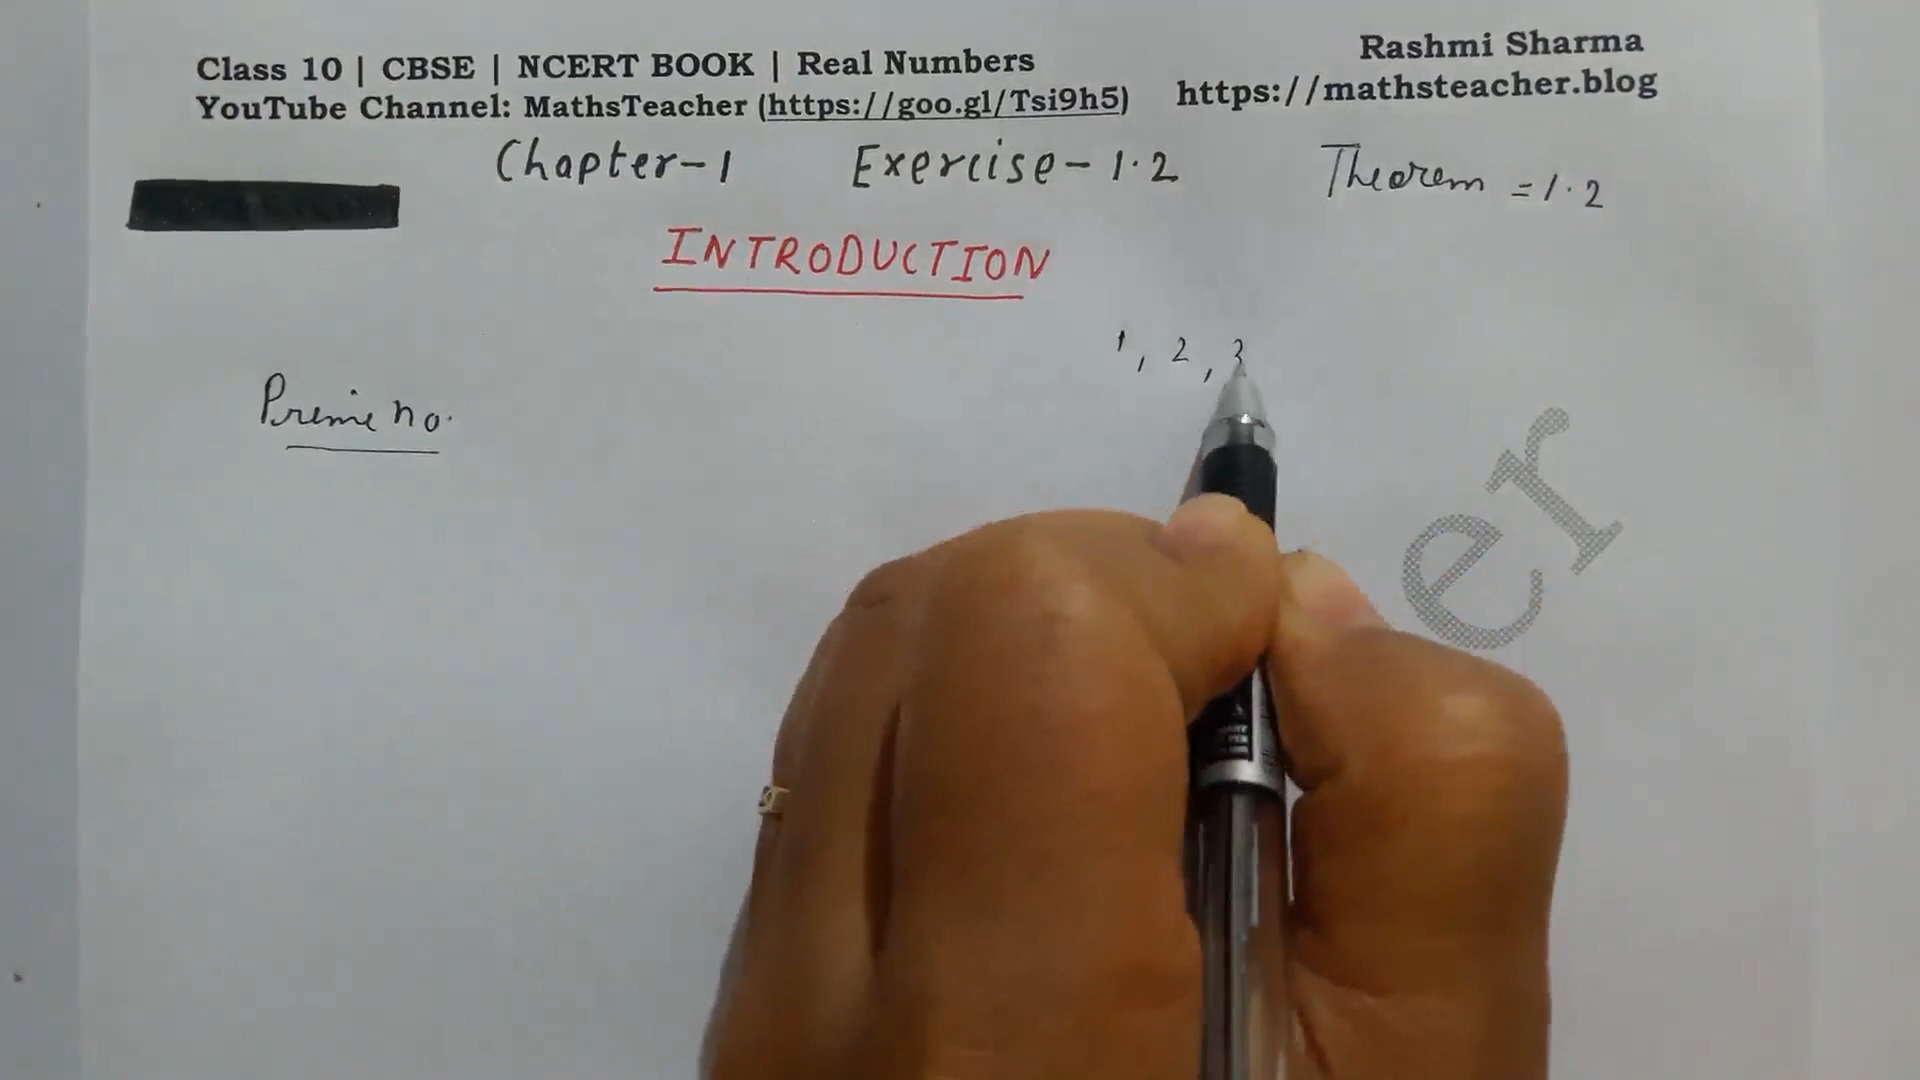 Class 10 | CBSE | NCERT BOOK | Real Numbers
Rashmi Sharma
YouTube Channel: MathsTeacher (https://goo.gl/Tsi9h5)
https://mathsteacher.blog
Chapter-1 Exercise-1.2 Theorem = 1.2
INTRODUCTION
1, 2, 3
Prime no.
er